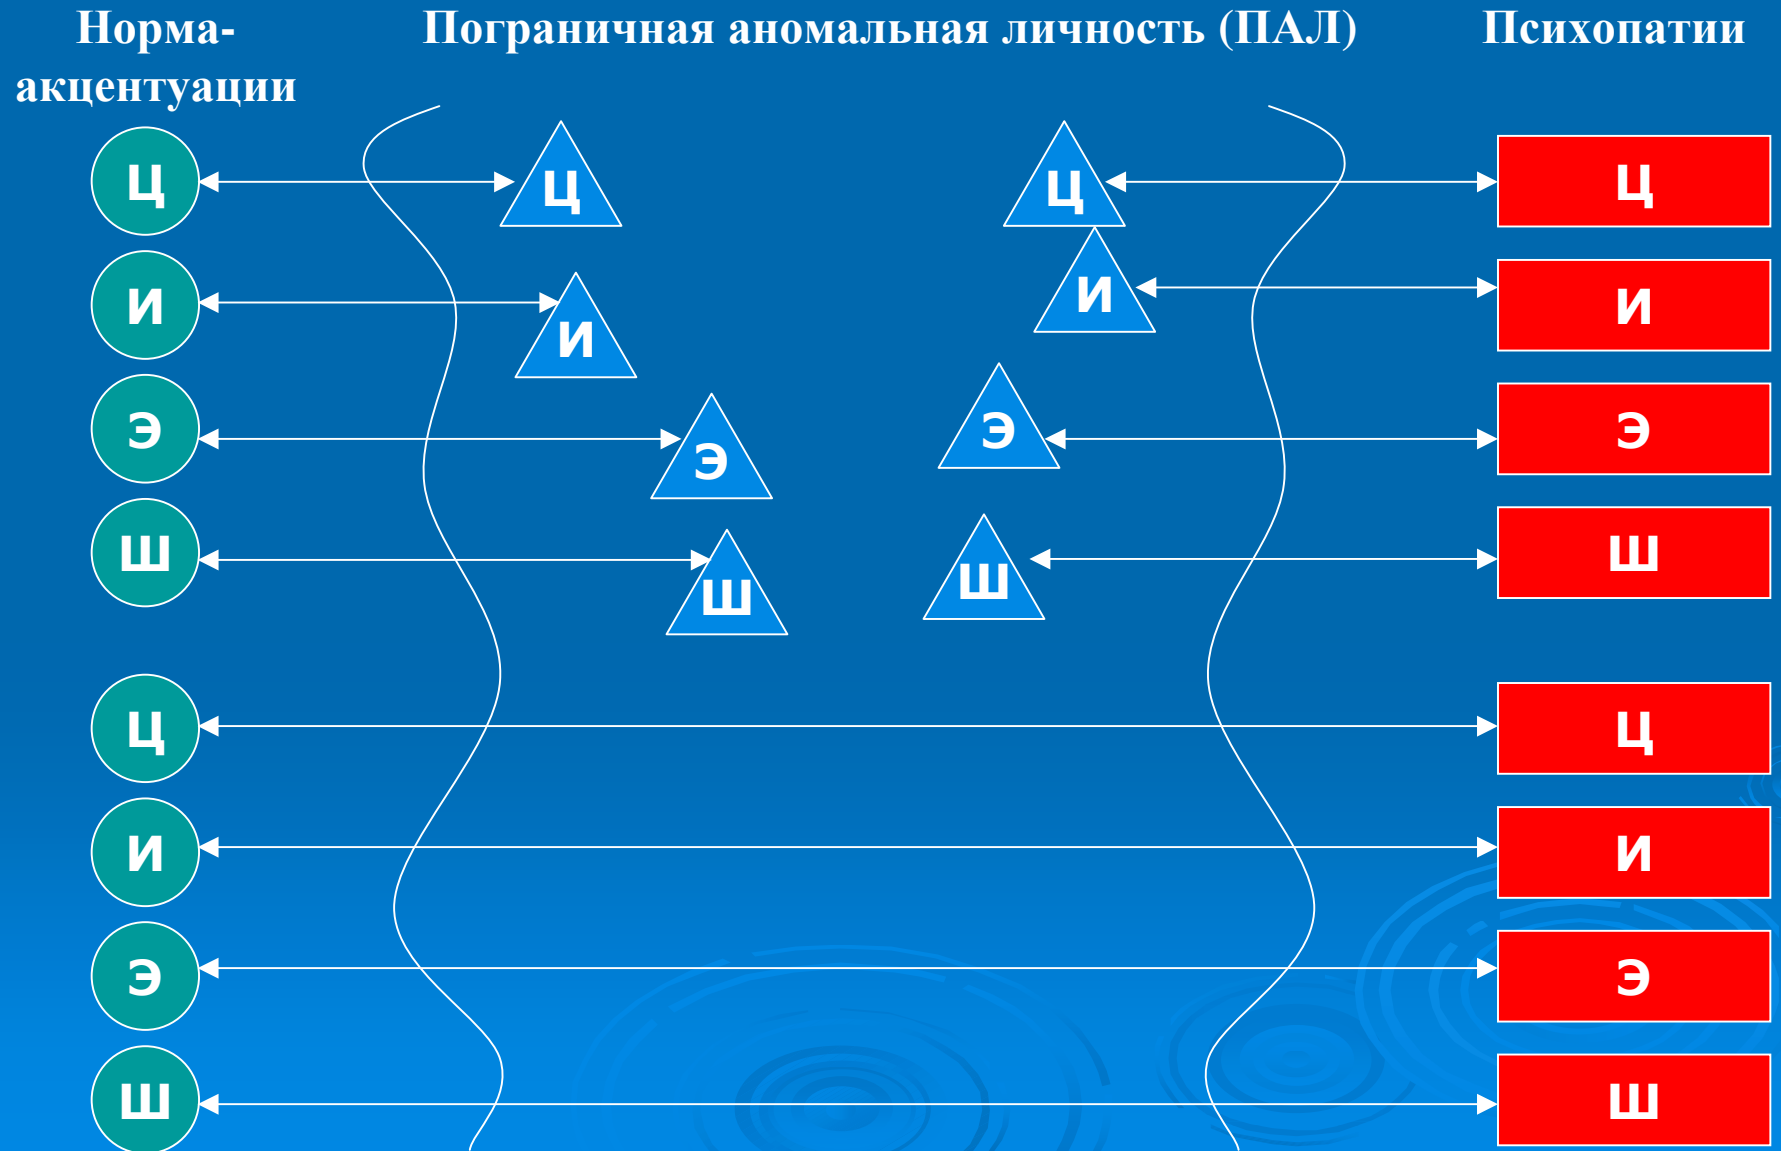 Норма-
акцентуации
Пограничная аномальная личность (ПАЛ)
Психопатии
Ц Ц Ц Ц
И И И И
Э Э Э Э
Ш Ш Ш Ш
Ц Ц
И И
Э Э
Ш Ш